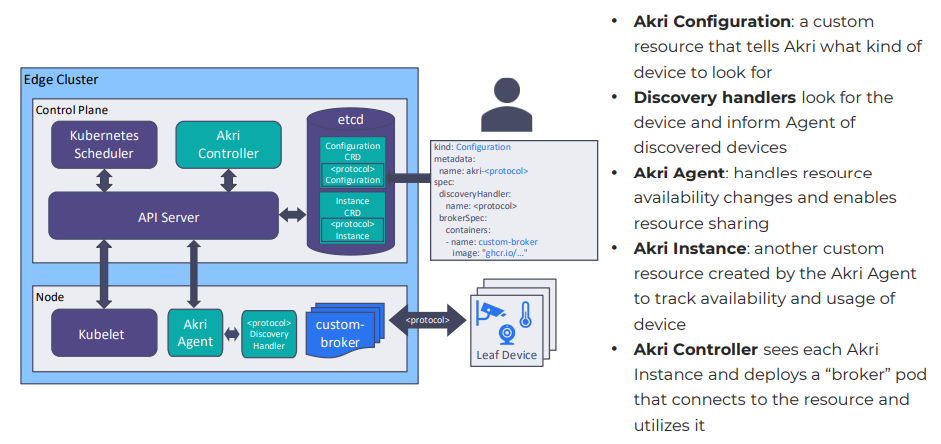 Edge Cluster
Control Plane
Kubernetes
Scheduler
Akri
Controller
etcd
Configuration
CRD
<protocol>
Configuration
Instance
CRD
<protocol>
Instance
API Server
Node
Kubelet
Akri
Agent
<protocol>
Discovery
Handler
custom-
broker
<protocol>
Leaf Device
kind: Configuration
metadata:
name: akri-<protocol>
spec:
discoveryHandler:
name: <protocol>
brokerSpec:
containers:
- name: custom-broker
image: "ghcr.io/…"
• Akri Configuration: a custom
resource that tells Akri what kind of
device to look for
• Discovery handlers look for the
device and inform Agent of
discovered devices
• Akri Agent: handles resource
availability changes and enables
resource sharing
• Akri Instance: another custom
resource created by the Akri Agent
to track availability and usage of
device
• Akri Controller sees each Akri
Instance and deploys a “broker” pod
that connects to the resource and
utilizes it